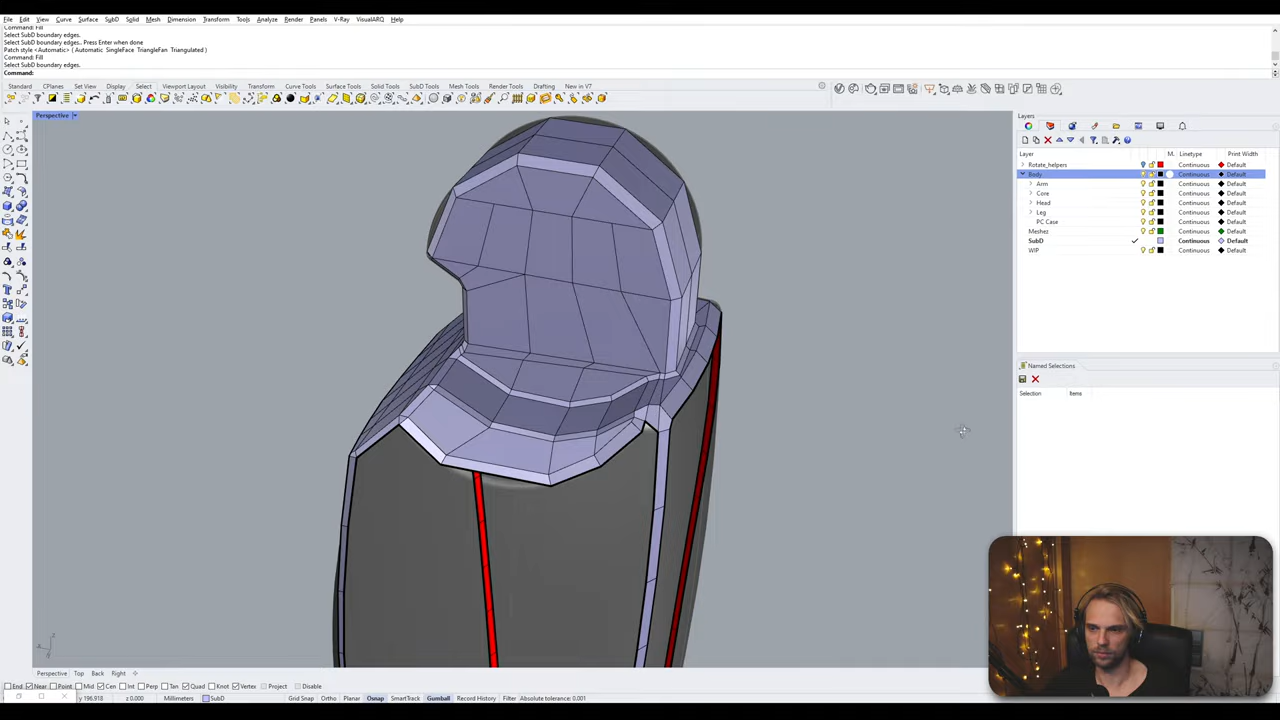 File Edit View Curve Surface SubD Solid Mesh Dimension Transform Tools Analyze Render Panels V-Ray VisualARQ Help
Command: Fill
Select SubD boundary edges.
Select SubD boundary edges.. Press Enter when done
Patch style <Automatic> ( Automatic SingleFace TriangleFan Triangulated )
Command: Fill
Select SubD boundary edges.
Command:
Standard CPlanes Set View Display Select Viewport Layout Visibility Transform Curve Tools Surface Tools Solid Tools SubD Tools Mesh Tools Render Tools Drafting New in V7
Perspective
Layers
Layer M. Linetype Print Width
Rotate_helpers Continuous Default
Body Continuous Default
Arm Continuous Default
Core Continuous Default
Head Continuous Default
Leg Continuous Default
PC Case Continuous Default
Meshez Continuous Default
SubD Continuous Default
WIP Continuous Default
Named Selections
Selection Items
Perspective Top Back Right
End Near Point Mid Cen Int Perp Tan Quad Knot Vertex Project Disable
y 196.918 z 0.000 Millimeters SubD Grid Snap Ortho Planar Osnap SmartTrack Gumball Record History Filter Absolute tolerance: 0.001